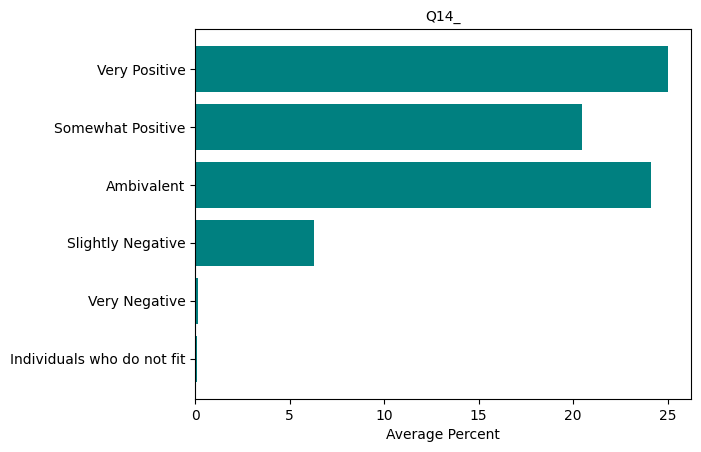 Q14_
Very Positive
Somewhat Positive
Ambivalent
Slightly Negative
Very Negative
Individuals who do not fit
0 5 10 15 20 25
Average Percent